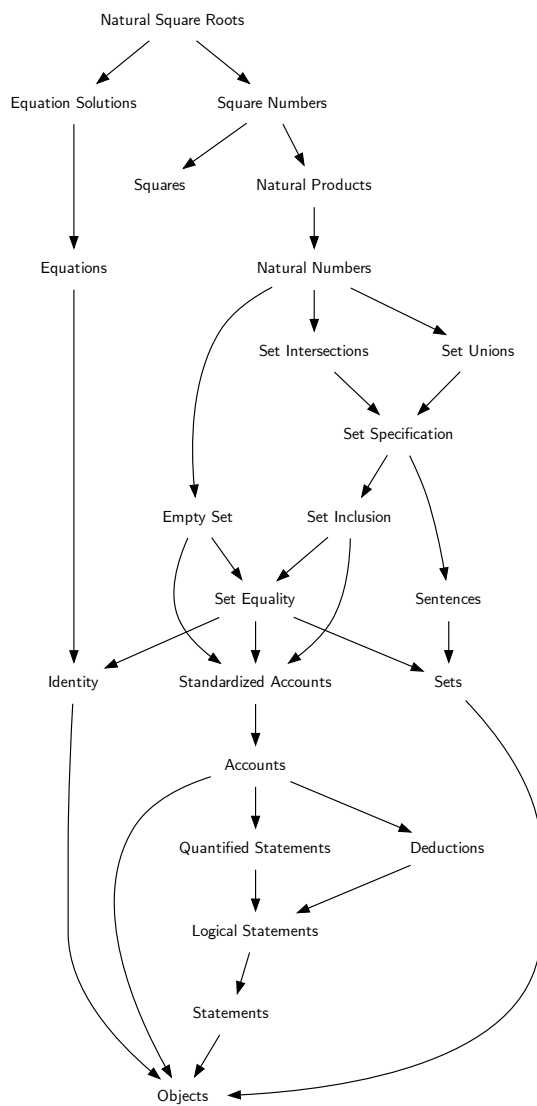 Natural Square Roots
Equation Solutions
Square Numbers
Squares
Natural Products
Equations
Natural Numbers
Set Intersections
Set Unions
Set Specification
Empty Set
Set Inclusion
Set Equality
Sentences
Identity
Standardized Accounts
Sets
Accounts
Quantified Statements
Deductions
Logical Statements
Statements
Objects